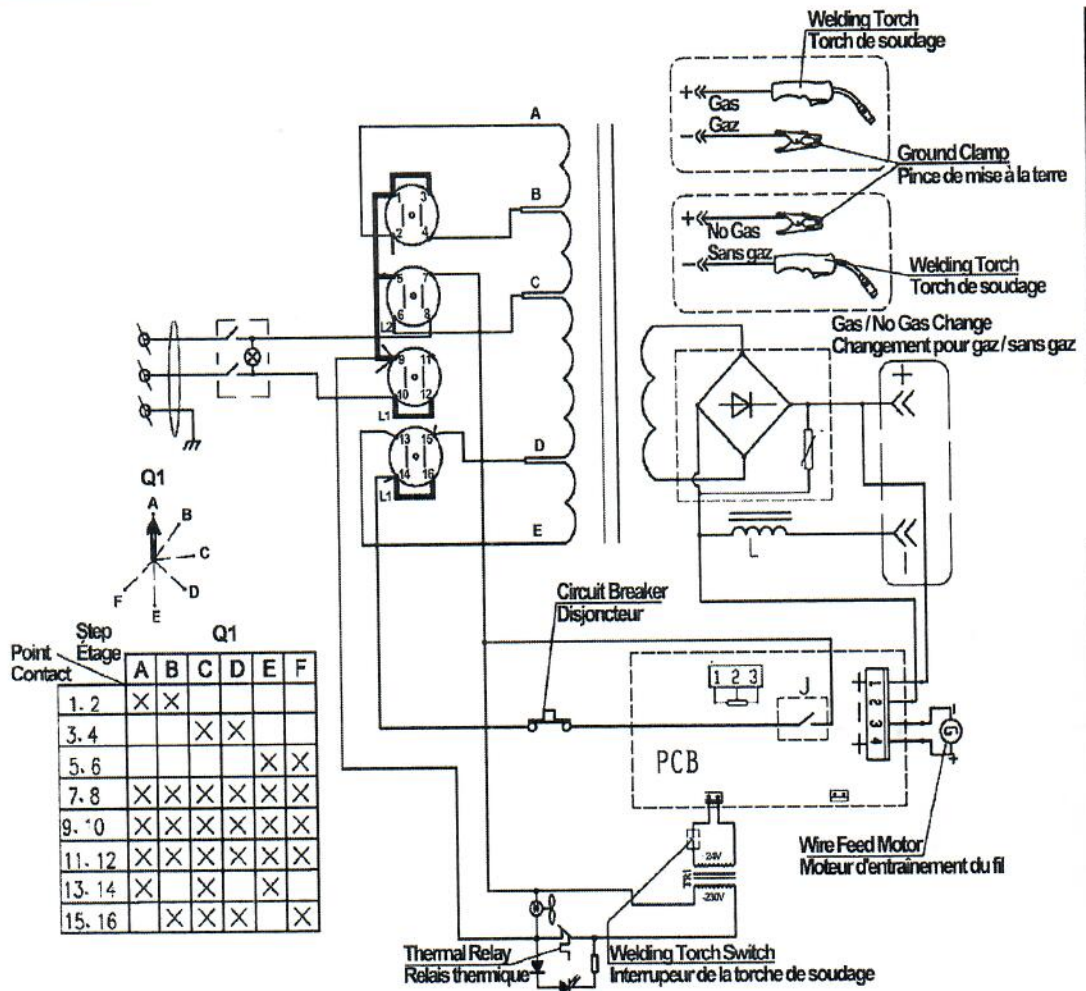 Welding Torch
Torch de soudage
+ Gas
- Gaz
Ground Clamp
Pince de mise à la terre
+ No Gas
- Sans gaz
Welding Torch
Torch de soudage
Gas / No Gas Change
Changement pour gaz / sans gaz
A
B
C
D
E
1 3
2 4
5 7
6 8
L2
9 11
10 12
L1
13 15
14 16
L1
+
-
L
Q1
A
B
C
D
E
F
Circuit Breaker
Disjoncteur
1 2 3
J
PCB
+ 1 -
2
+ 3
4
G
- +
Wire Feed Motor
Moteur d'entraînement du fil
24V
TR1
~230V
Thermal Relay
Relais thermique
Welding Torch Switch
Interrupeur de la torche de soudage
Step
Étage
Q1
Point
Contact
A B C D E F
1. 2 X X
3. 4 X X
5. 6 X X
7. 8 X X X X X X
9. 10 X X X X X X
11. 12 X X X X X X
13. 14 X X X
15. 16 X X X X